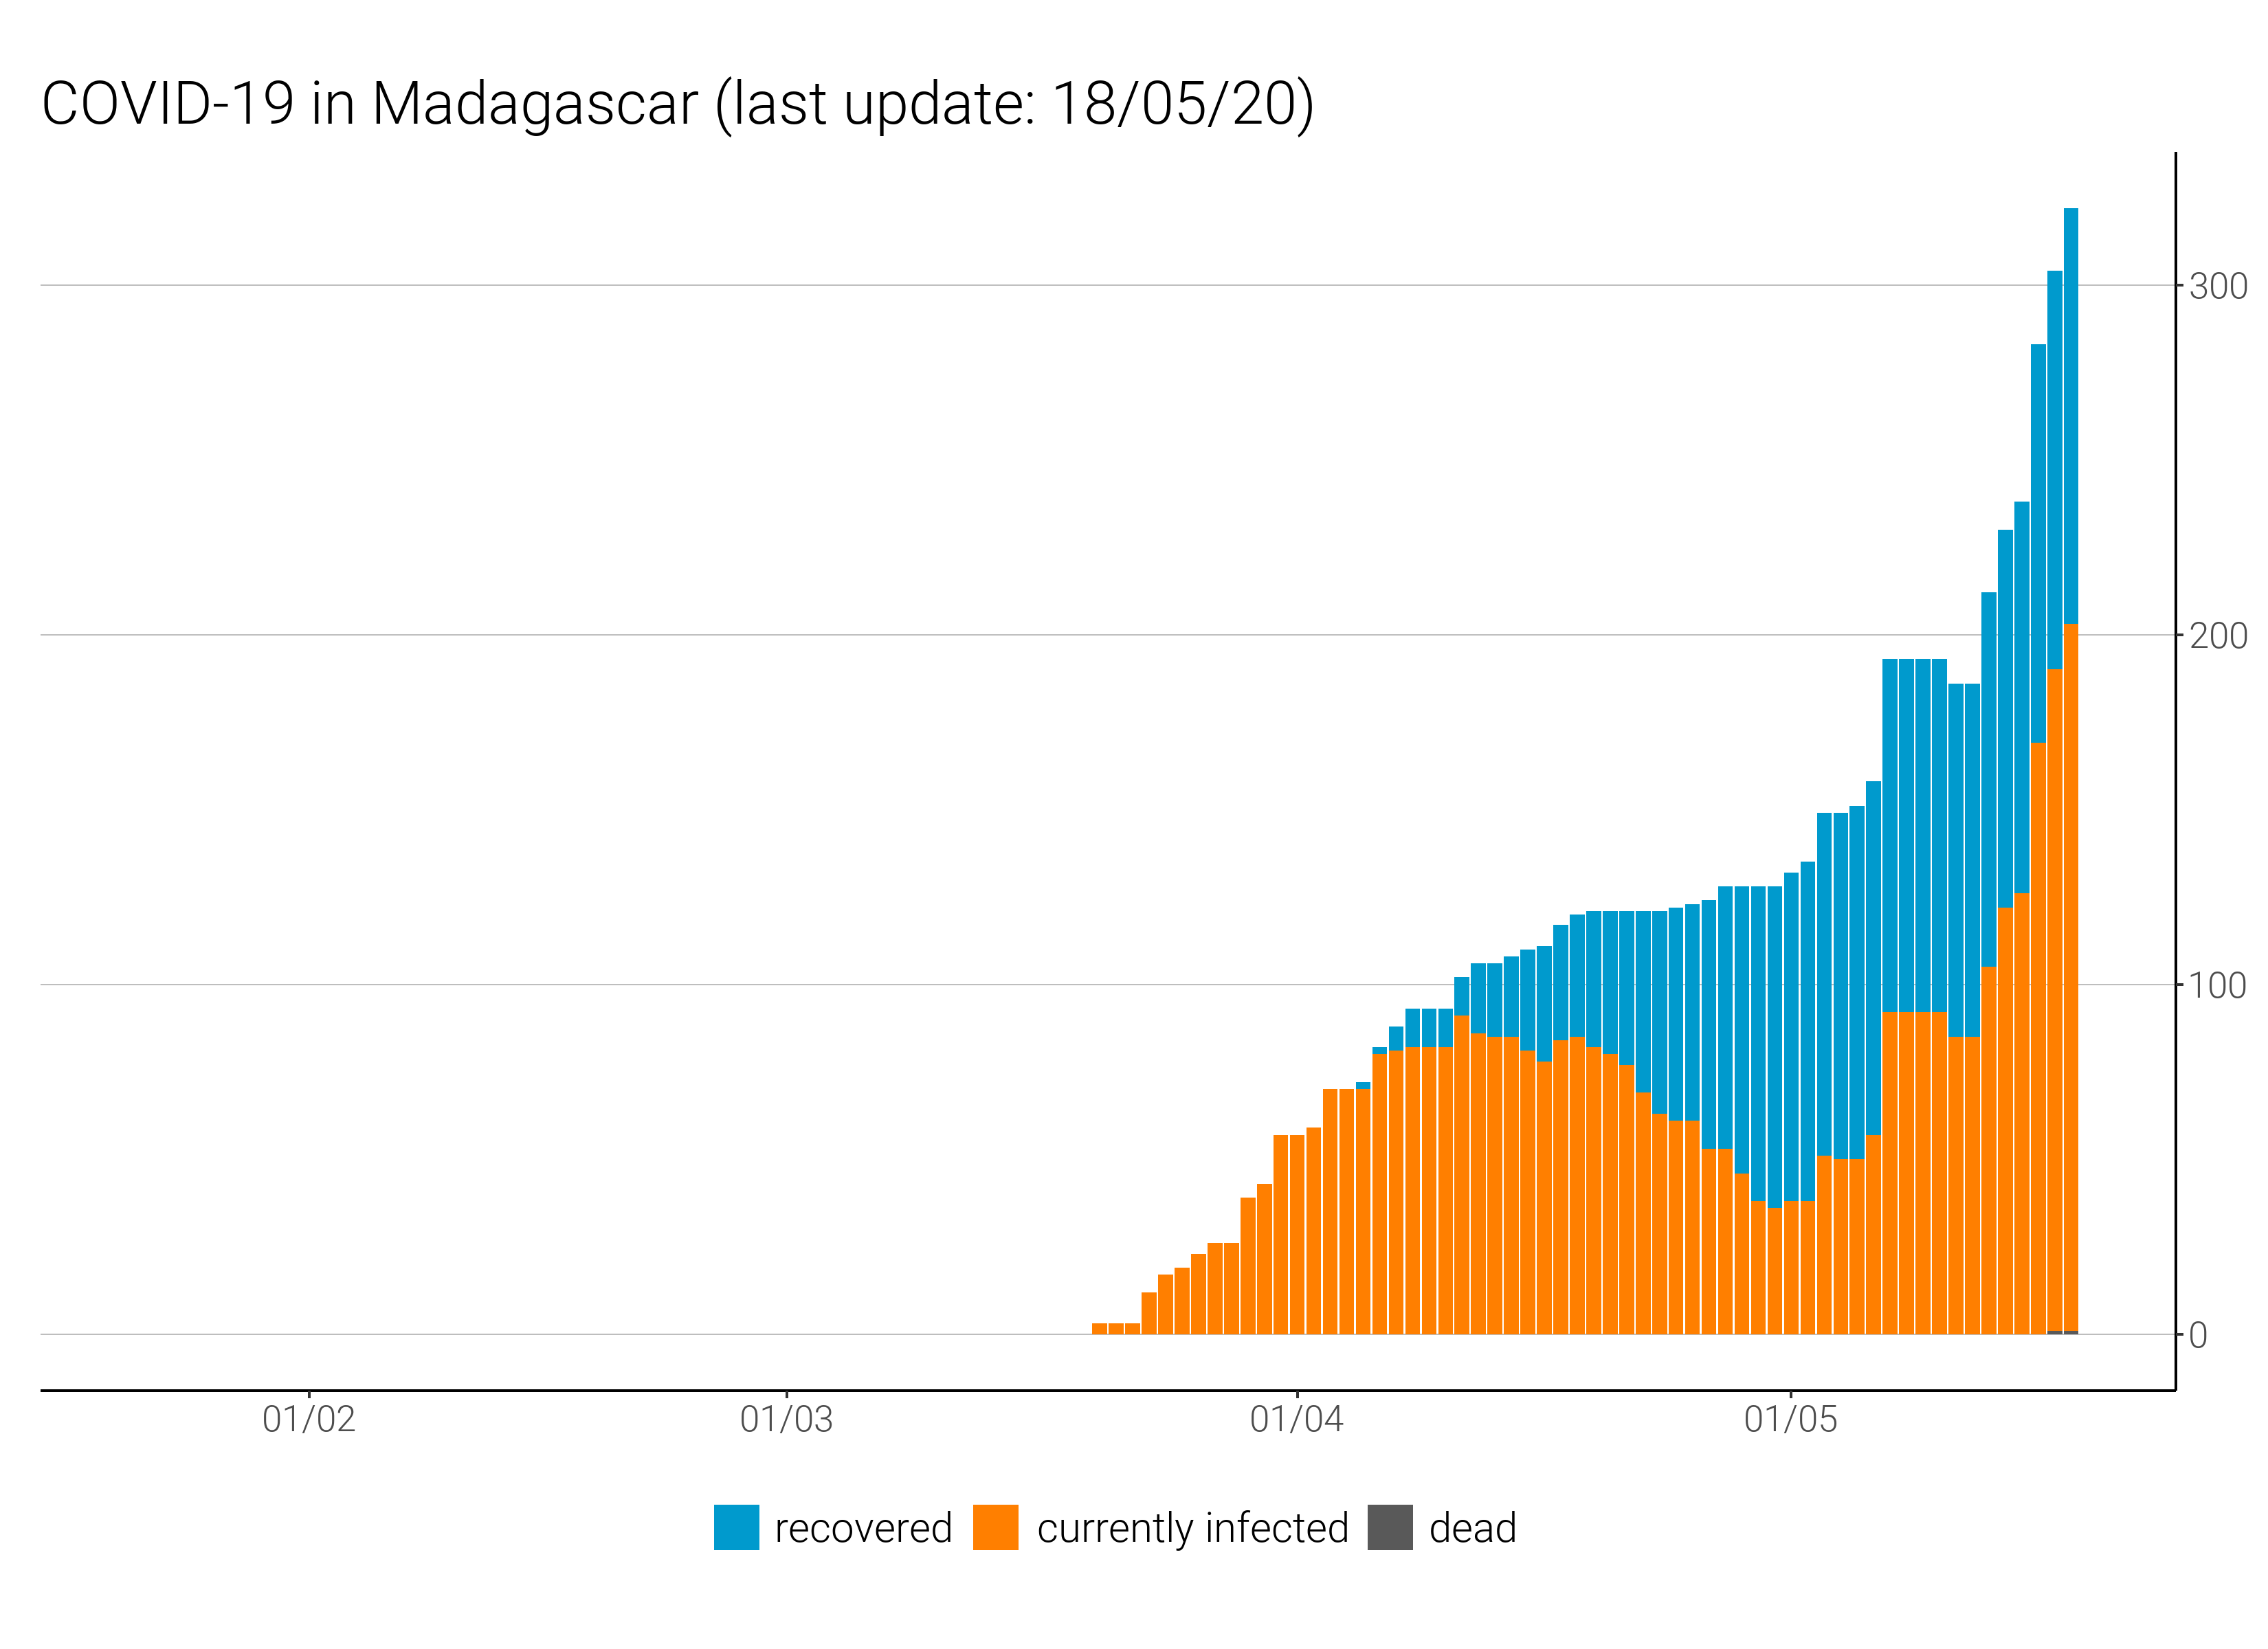 COVID-19 in Madagascar (last update: 18/05/20)
300
200
100
0
01/02 01/03 01/04 01/05
recovered currently infected dead